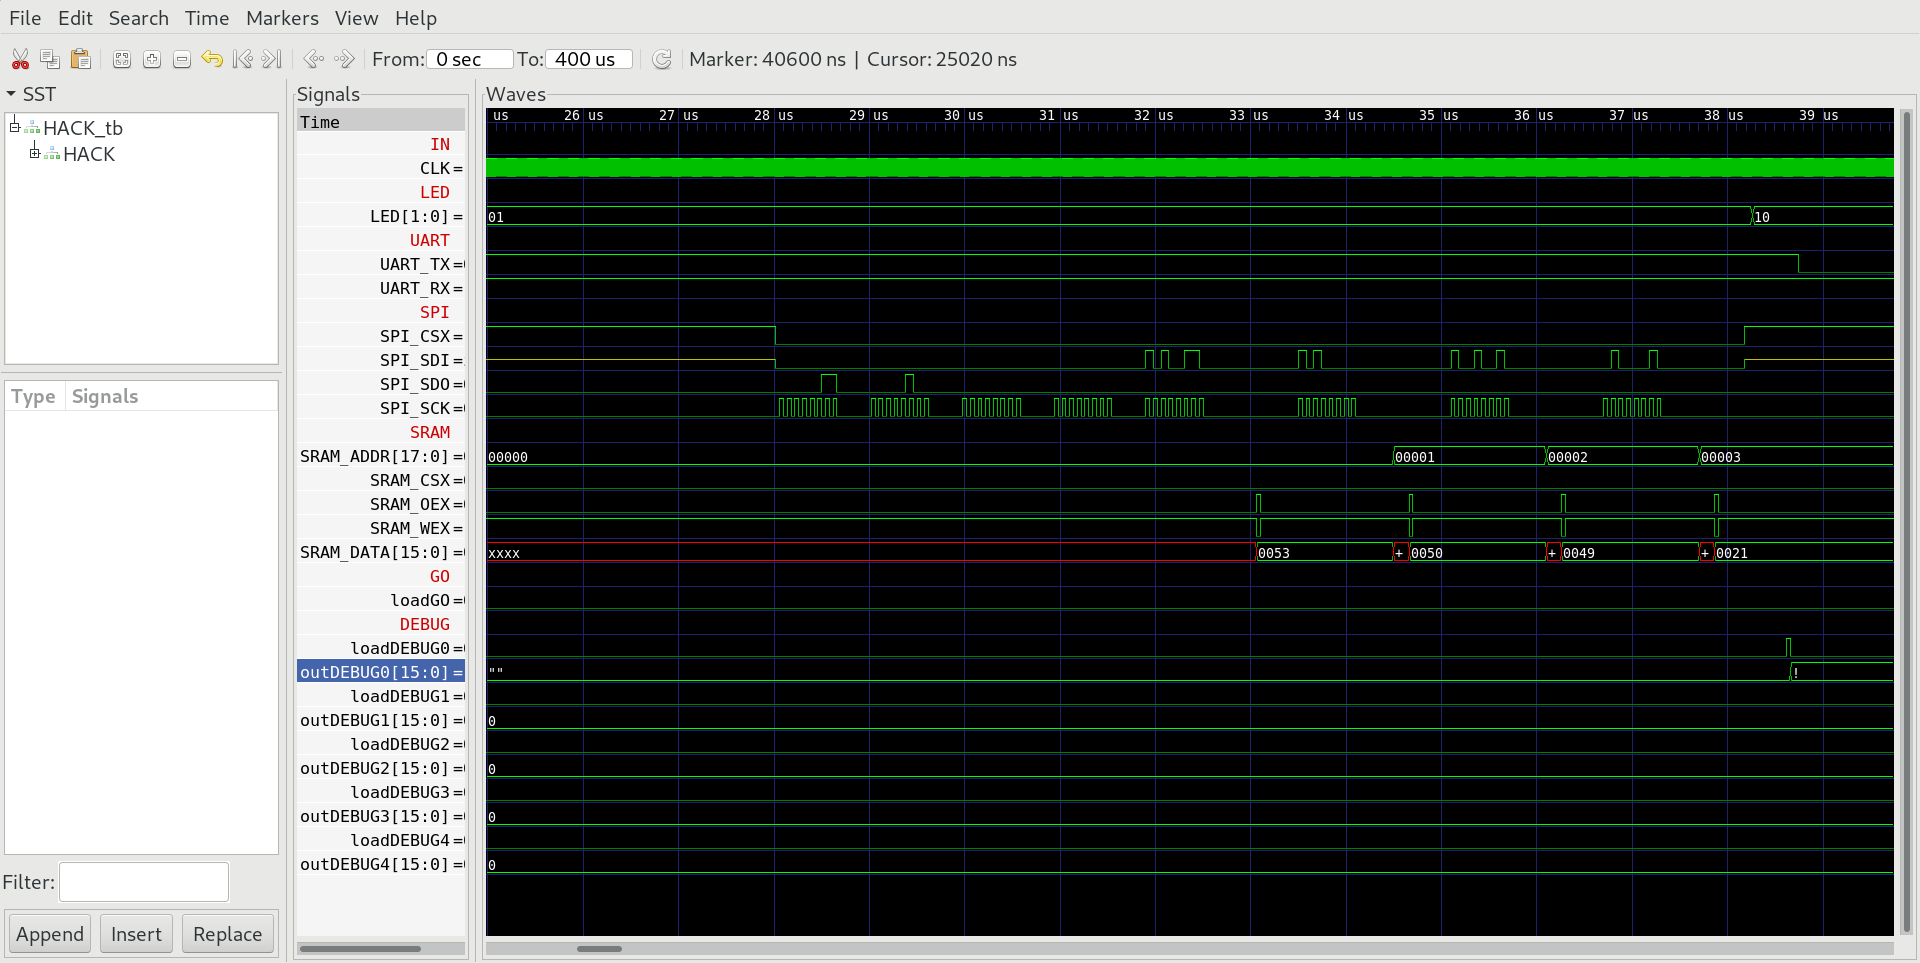 File Edit Search Time Markers View Help
From: 0 sec To: 400 us Marker: 40600 ns | Cursor: 25020 ns
SST
HACK_tb
HACK
Type Signals
Filter:
Append Insert Replace
Signals
Time
IN
CLK=
LED
LED[1:0]=
UART
UART_TX=
UART_RX=
SPI
SPI_CSX=
SPI_SDI=
SPI_SDO=
SPI_SCK=
SRAM
SRAM_ADDR[17:0]=
SRAM_CSX=
SRAM_OEX=
SRAM_WEX=
SRAM_DATA[15:0]=
GO
loadGO=
DEBUG
loadDEBUG0=
outDEBUG0[15:0]=
loadDEBUG1=
outDEBUG1[15:0]=
loadDEBUG2=
outDEBUG2[15:0]=
loadDEBUG3=
outDEBUG3[15:0]=
loadDEBUG4=
outDEBUG4[15:0]=
Waves
us 26 us 27 us 28 us 29 us 30 us 31 us 32 us 33 us 34 us 35 us 36 us 37 us 38 us 39 us
01 10
00000 00001 00002 00003
xxxx 0053 + 0050 + 0049 + 0021
"" !
0
0
0
0